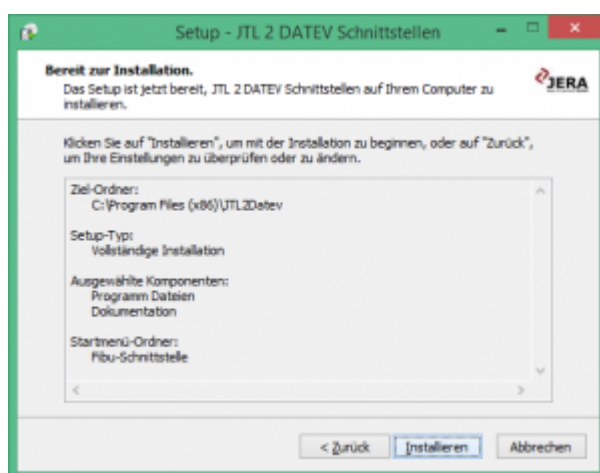 Setup - JTL 2 DATEV Schnittstellen
Bereit zur Installation.
Das Setup ist jetzt bereit, JTL 2 DATEV Schnittstellen auf Ihrem Computer zu
installieren.
JERA
Klicken Sie auf "Installieren", um mit der Installation zu beginnen, oder auf "Zurück",
um Ihre Einstellungen zu überprüfen oder zu ändern.
Ziel-Ordner:
C:\Program Files (x86)\JTL2Datev
Setup-Typ:
Vollständige Installation
Ausgewählte Komponenten:
Programm Dateien
Dokumentation
Startmenü-Ordner:
Fibu-Schnittstelle
< Zurück
Installieren
Abbrechen